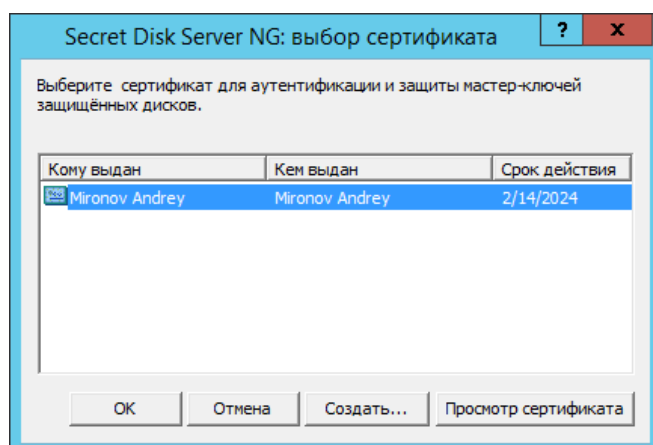 Secret Disk Server NG: выбор сертификата
Выберите сертификат для аутентификации и защиты мастер-ключей
защищённых дисков.
Кому выдан Кем выдан Срок действия
Mironov Andrey Mironov Andrey 2/14/2024
ОК Отмена Создать... Просмотр сертификата